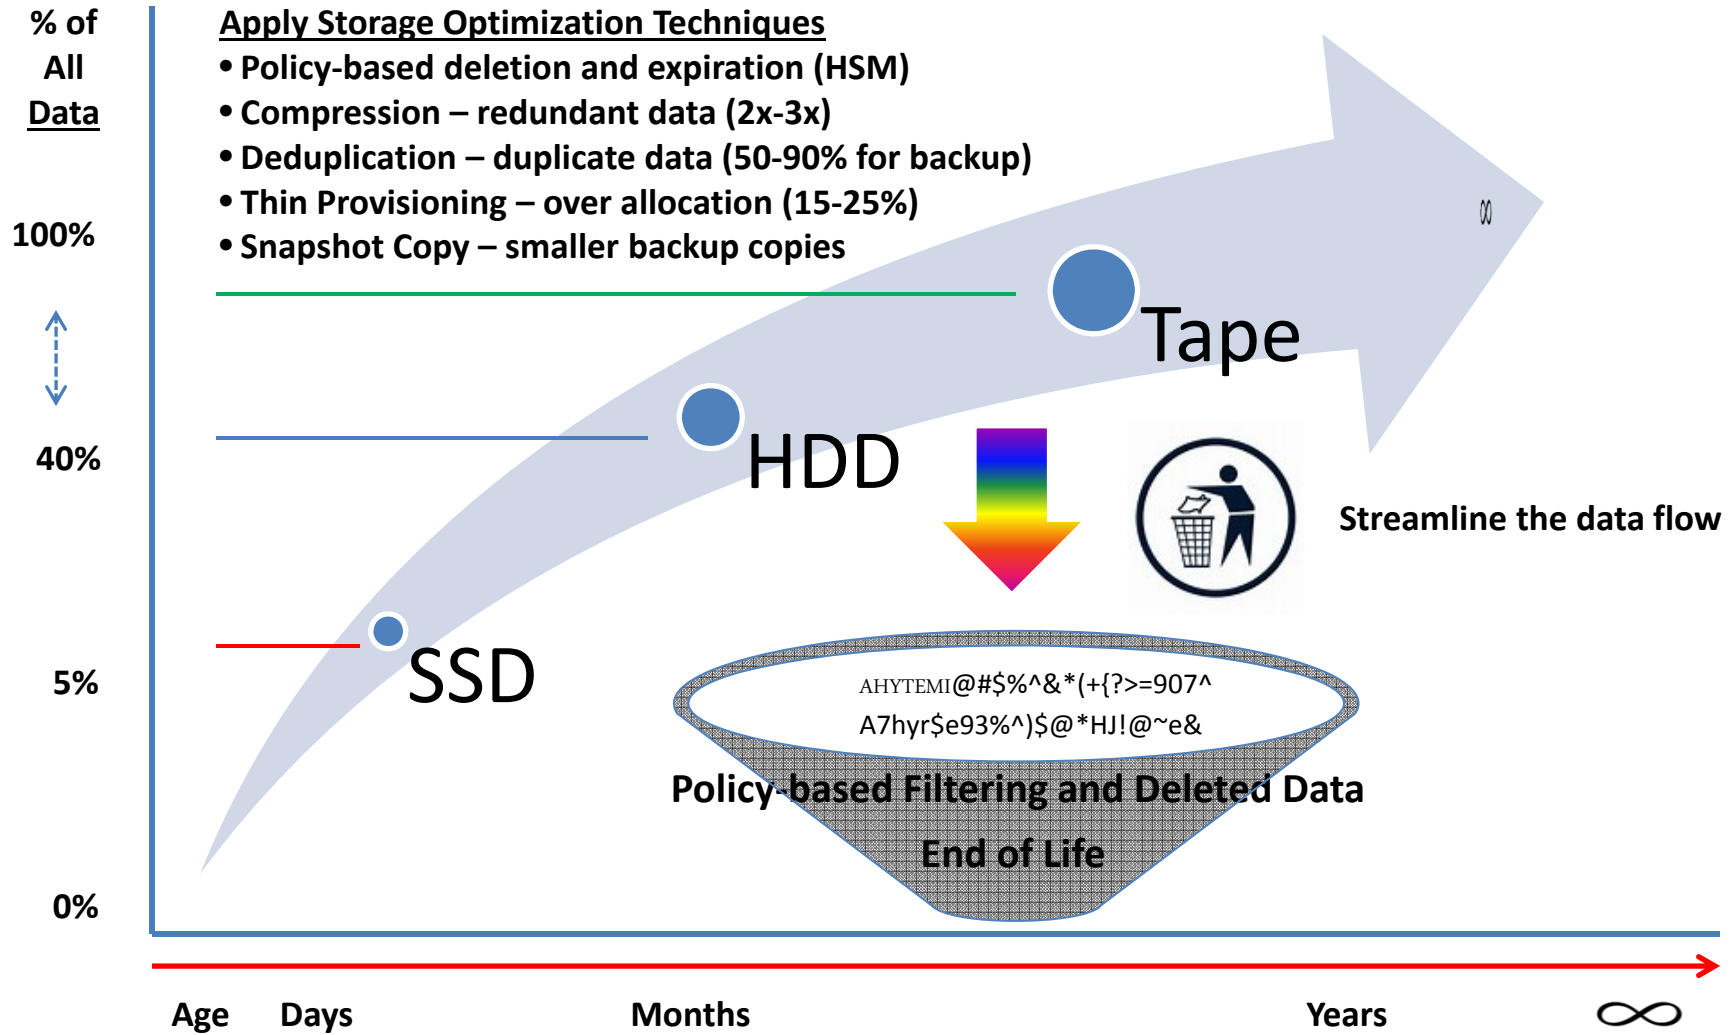 % of
All
Data
100%
40%
5%
0%
Apply Storage Optimization Techniques
• Policy-based deletion and expiration (HSM)
• Compression – redundant data (2x-3x)
• Deduplication – duplicate data (50-90% for backup)
• Thin Provisioning – over allocation (15-25%)
• Snapshot Copy – smaller backup copies
∞
Tape
HDD
SSD
Streamline the data flow
AHYTEMI@#$%^&*(+{?>=907^
A7hyr$e93%^)$@*HJ!@~e&
Policy-based Filtering and Deleted Data
End of Life
Age Days Months Years ∞